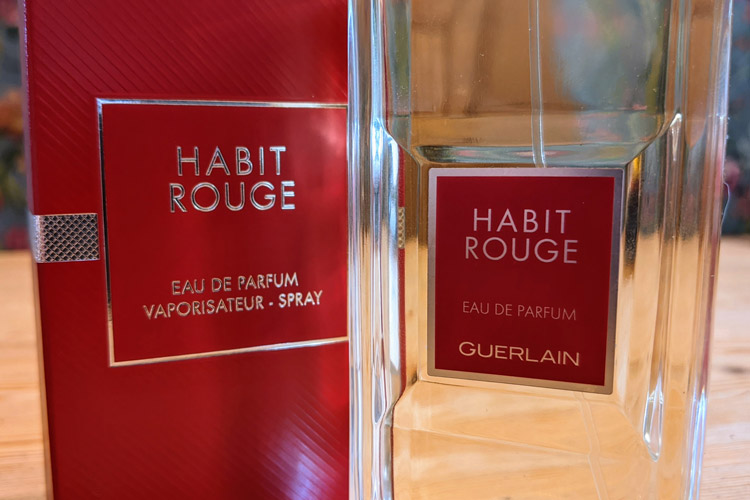 HABIT
ROUGE
EAU DE PARFUM
VAPORISATEUR - SPRAY
HABIT
ROUGE
EAU DE PARFUM
GUERLAIN